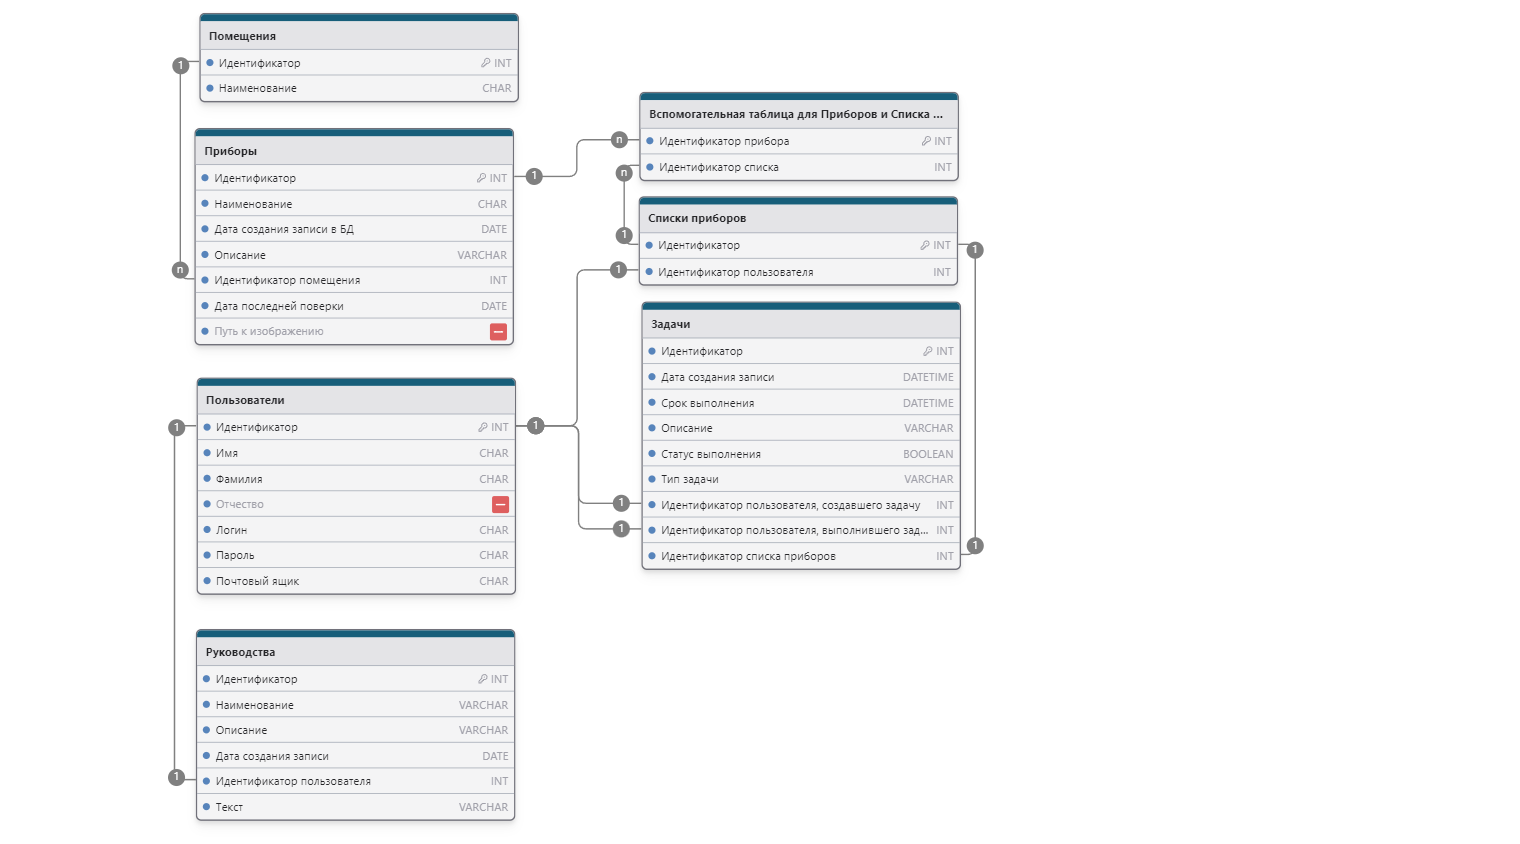 Помещения
1
Идентификатор INT
Наименование CHAR
Приборы
Идентификатор INT
1
Наименование CHAR
Дата создания записи в БД DATE
Описание VARCHAR
n
Идентификатор помещения INT
Дата последней поверки DATE
Путь к изображению
Пользователи
1
Идентификатор INT
1
Имя CHAR
Фамилия CHAR
Отчество
Логин CHAR
Пароль CHAR
Почтовый ящик CHAR
Руководства
Идентификатор INT
Наименование VARCHAR
Описание VARCHAR
Дата создания записи DATE
1
Идентификатор пользователя INT
Текст VARCHAR
Вспомогательная таблица для Приборов и Списка ...
n
Идентификатор прибора INT
n
Идентификатор списка INT
Списки приборов
1
Идентификатор INT
1
1
Идентификатор пользователя INT
Задачи
Идентификатор INT
Дата создания записи DATETIME
Срок выполнения DATETIME
Описание VARCHAR
Статус выполнения BOOLEAN
Тип задачи VARCHAR
1
Идентификатор пользователя, создавшего задачу INT
1
Идентификатор пользователя, выполнившего зад... INT
Идентификатор списка приборов INT
1